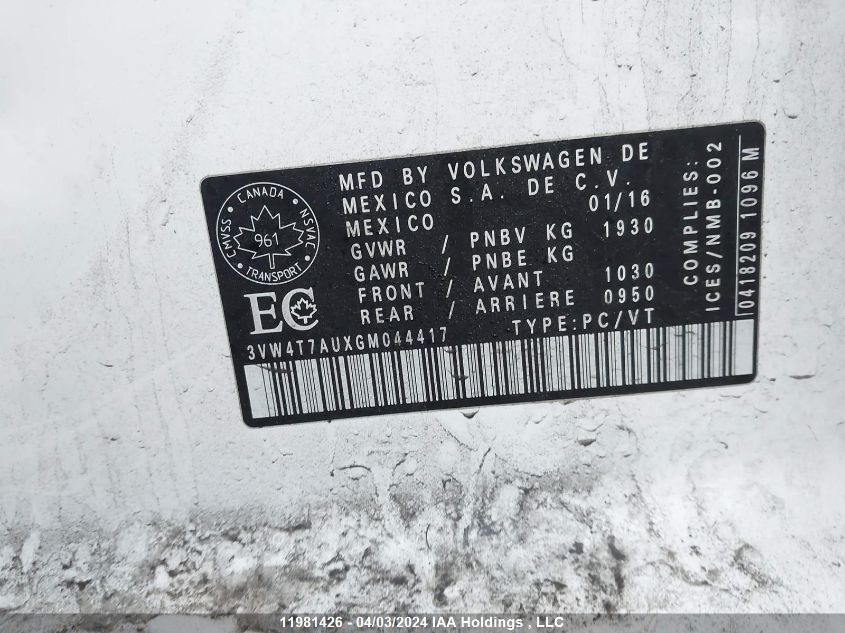 CANADA
CMVSS
NSVAC
961
TRANSPORT
EC
MFD BY VOLKSWAGEN DE
MEXICO S.A. DE C.V.
MEXICO 01/16
GVWR / PNBV KG 1930
GAWR / PNBE KG
FRONT / AVANT 1030
REAR / ARRIERE 0950
3VW4T7AUXGM044417 TYPE:PC/VT
COMPLIES:
ICES/NMB-002
0418209 1096 M
11981426 - 04/03/2024 IAA Holdings , LLC